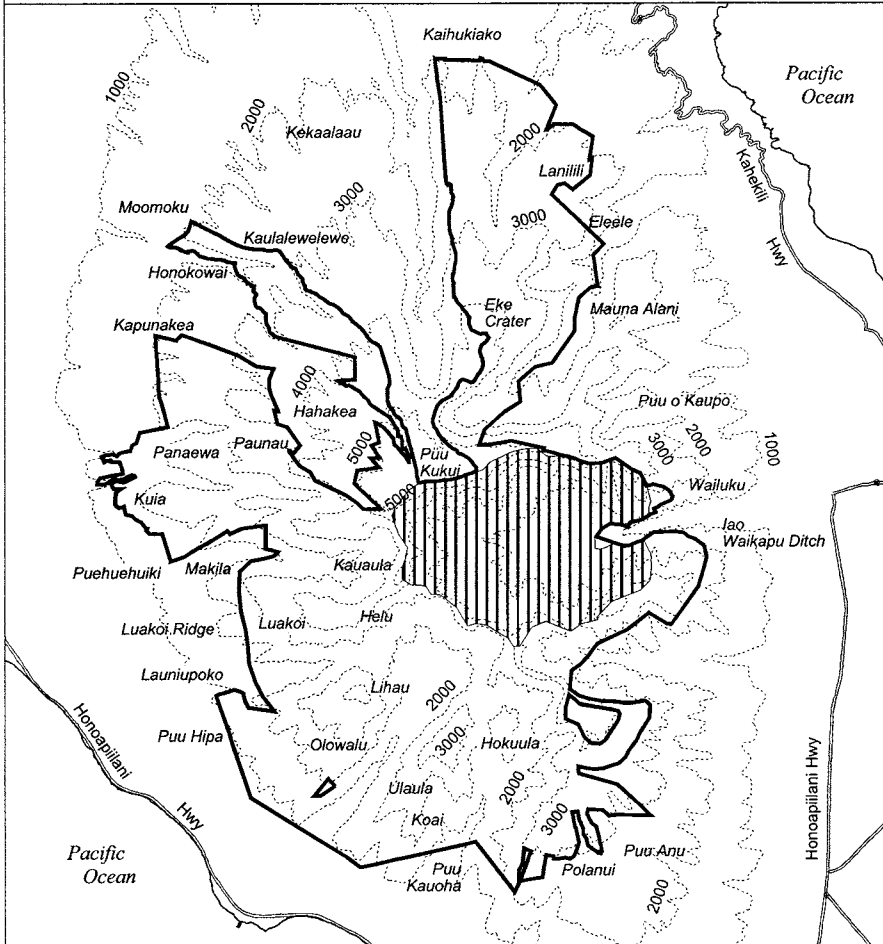 Kaihukiako
Pacific
Ocean
1000
2000
Kekaalaau
2000
Lanilili
Kahekili
Hwy
3000
Moomoku
Kaulalewelewe
3000
Eleele
Honokowai
Eke
Crater
Mauna Alani
Kapunakea
4000
Hahakea
Puu o Kaupo
Panaewa
Paunau
5000
Puu
Kukui
3000
2000
1000
Kuia
5000
Wailuku
Iao
Waikapu Ditch
Puehuehuiki
Makila
Kauaula
Luakoi Ridge
Luakoi
Helu
Launiupoko
Lihau
2000
Honoapiilani
Hwy
Puu Hipa
Olowalu
3000
Hokuula
Ulaula
2000
Honoapiilani Hwy
Koai
3000
Pacific
Ocean
Puu
Kauoha
Polanui
Puu Anu
2000